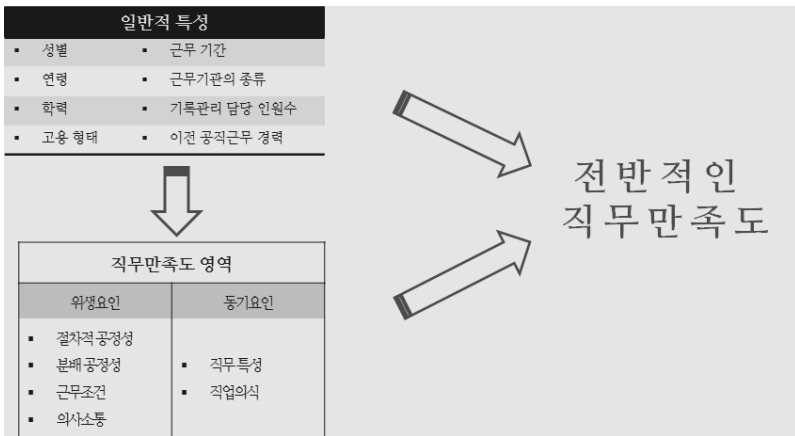 일반적 특성
▪ 성별 ▪ 근무 기간
▪ 연령 ▪ 근무기관의 종류
▪ 학력 ▪ 기록관리 담당 인원수
▪ 고용 형태 ▪ 이전 공직근무 경력
전반적인
직무만족도
직무만족도 영역
위생요인 동기요인
▪ 절차적 공정성
▪ 분배 공정성 ▪ 직무 특성
▪ 근무조건 ▪ 직업의식
▪ 의사소통